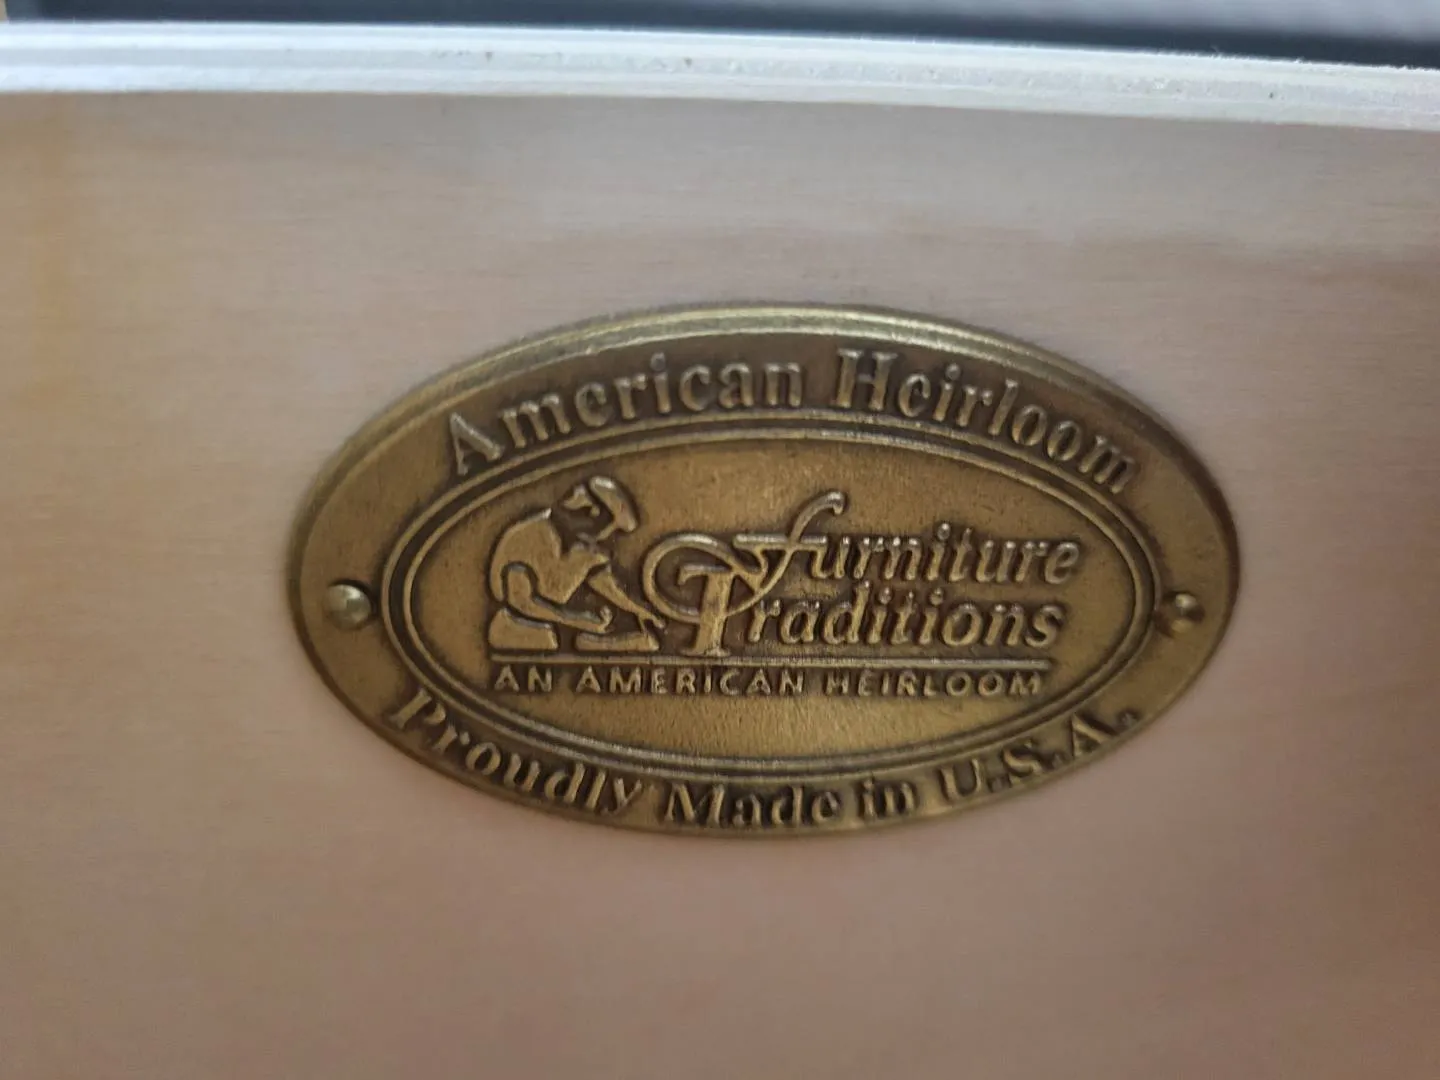 American Heirloom
Furniture
Traditions
AN AMERICAN HEIRLOOM
Proudly Made in U.S.A.